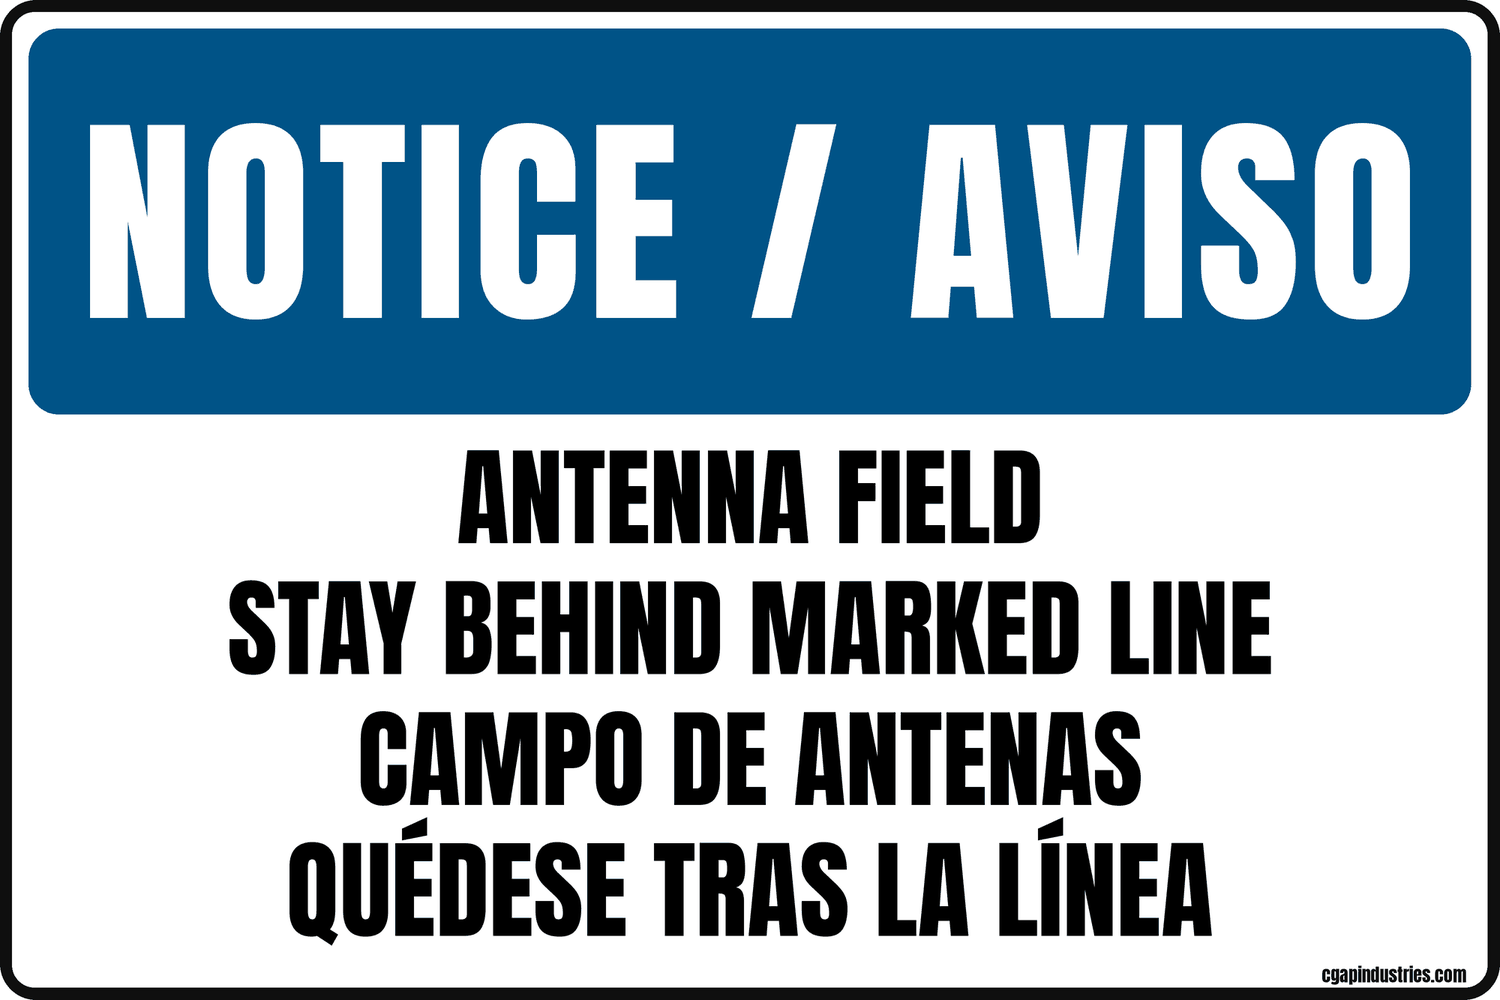 NOTICE / AVISO
ANTENNA FIELD
STAY BEHIND MARKED LINE
CAMPO DE ANTENAS
QUÉDESE TRAS LA LÍNEA
cgapindustries.com